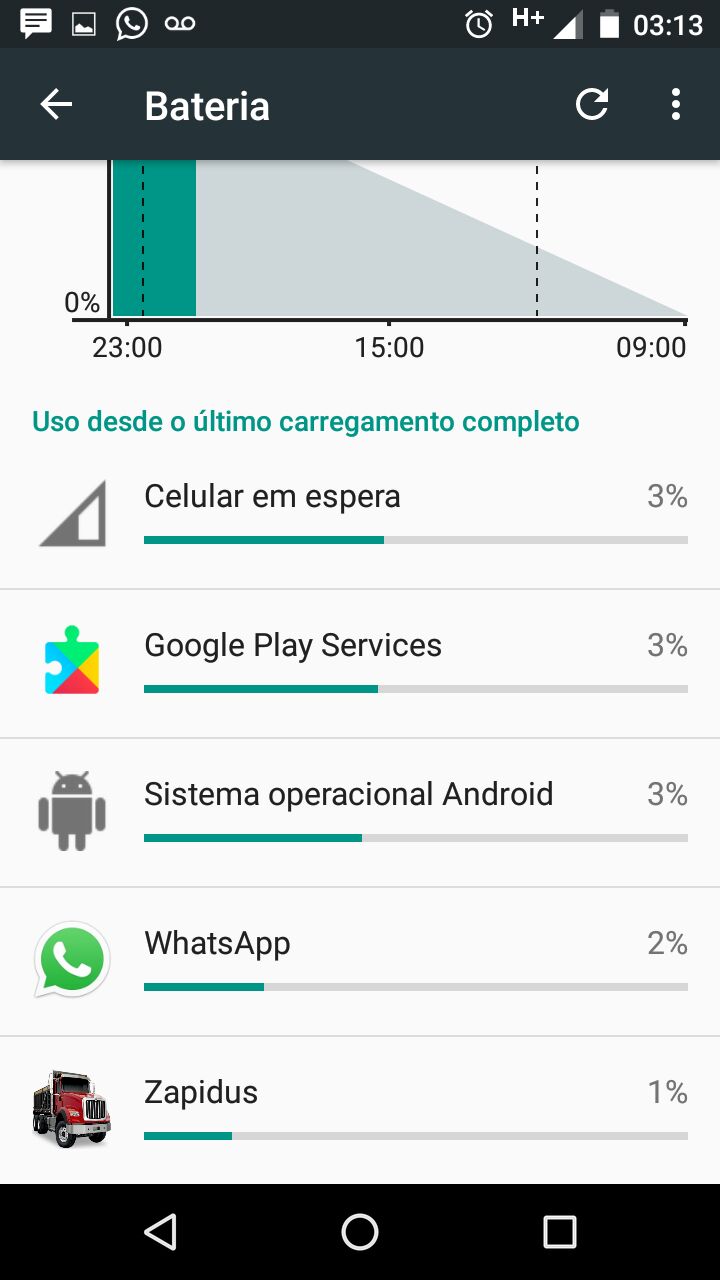 H+ 03:13
Bateria
0%
23:00 15:00 09:00
Uso desde o último carregamento completo
Celular em espera 3%
Google Play Services 3%
Sistema operacional Android 3%
WhatsApp 2%
Zapidus 1%